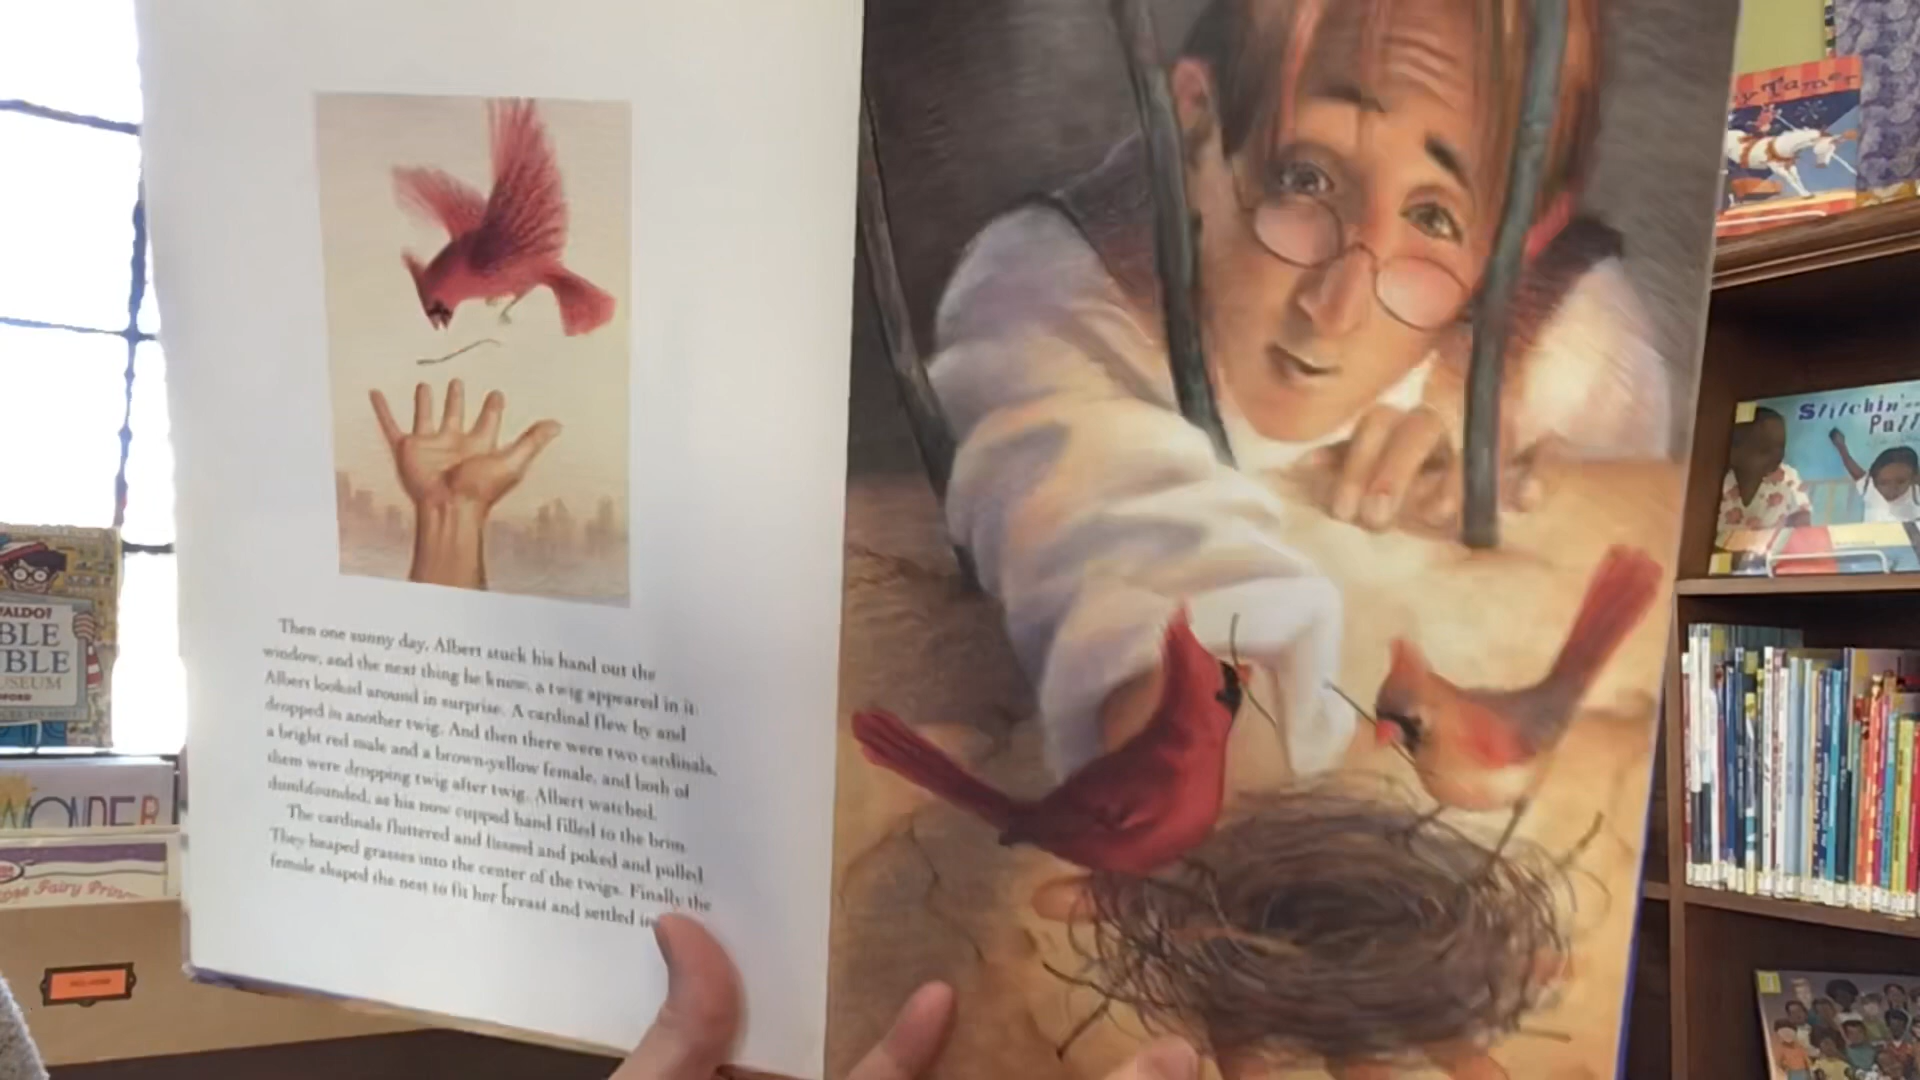 Then one sunny day, Albert stuck his hand out the
window, and the next thing he knew, a twig appeared in it.
Albert looked around in surprise. A cardinal flew by and
dropped in another twig. And then there were two cardinals,
a bright red male and a brown-yellow female, and both of
them were dropping twig after twig. Albert watched,
dumbfounded, as his now cupped hand filled to the brim.
The cardinals fluttered and fussed and poked and pulled.
They heaped grasses into the center of the twigs. Finally the
female shaped the nest to fit her breast and settled in
ALDO?
BLE
UBLE
USEUM
WONDER
Fairy Prin
y Tamer
Stitchin'
Pull